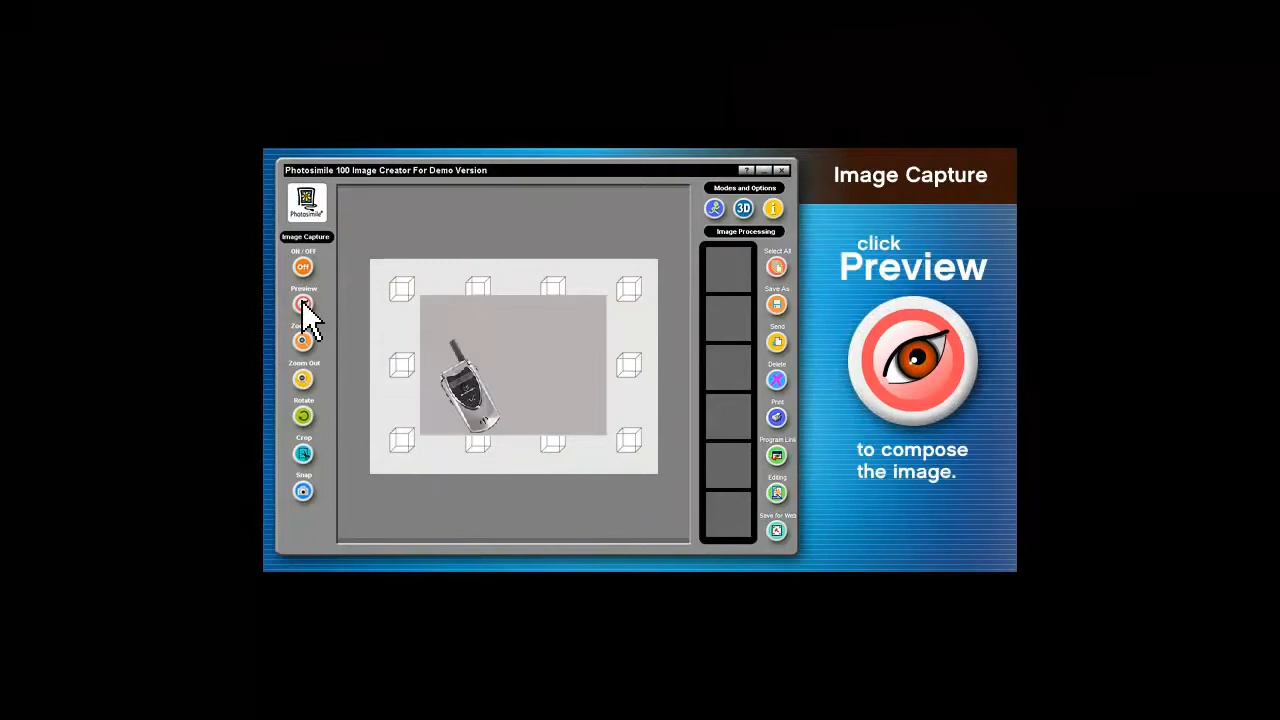 Photosimile 100 Image Creator For Demo Version
?
Photosimile
Image Capture
ON / OFF
Off
Preview
Zoom Out
Rotate
Crop
Snap
Modes and Options
3D
i
Image Processing
Select All
Save As
Send
Delete
Print
Program Link
Editing
Save for Web
Image Capture
click
Preview
to compose
the image.